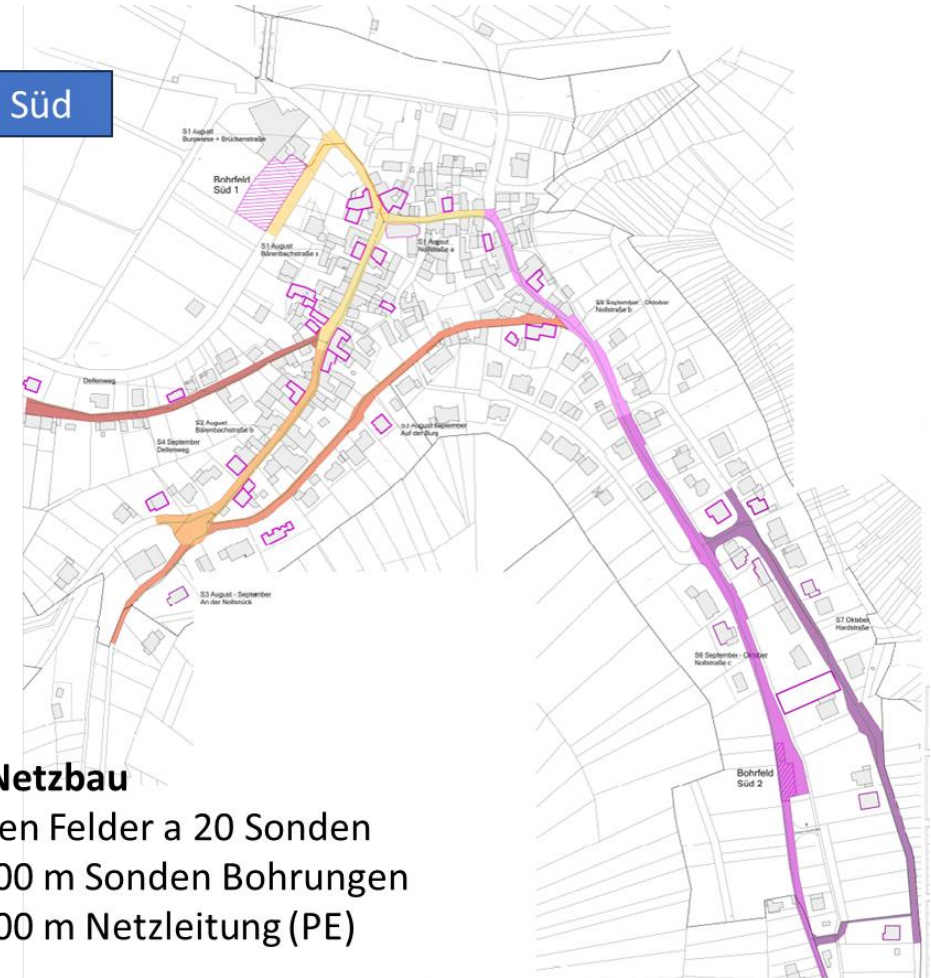 Süd
S1 August
Burgwiese + Brückenstraße
Bohrfeld
Süd 1
S1 August
Bärenbachstraße a
S1 August
Nollstraße a
S5 September - Oktober
Nollstraße b
Dellenweg
S2 August
Bärenbachstraße b
S4 September
Dellenweg
S3 August September
Auf der Burg
S3 August - September
An der Nollsnück
S7 Oktober
Hardstraße
S6 September - Oktober
Nollstraße c
Bohrfeld
Süd 2
Netzbau
en Felder a 20 Sonden
00 m Sonden Bohrungen
00 m Netzleitung (PE)